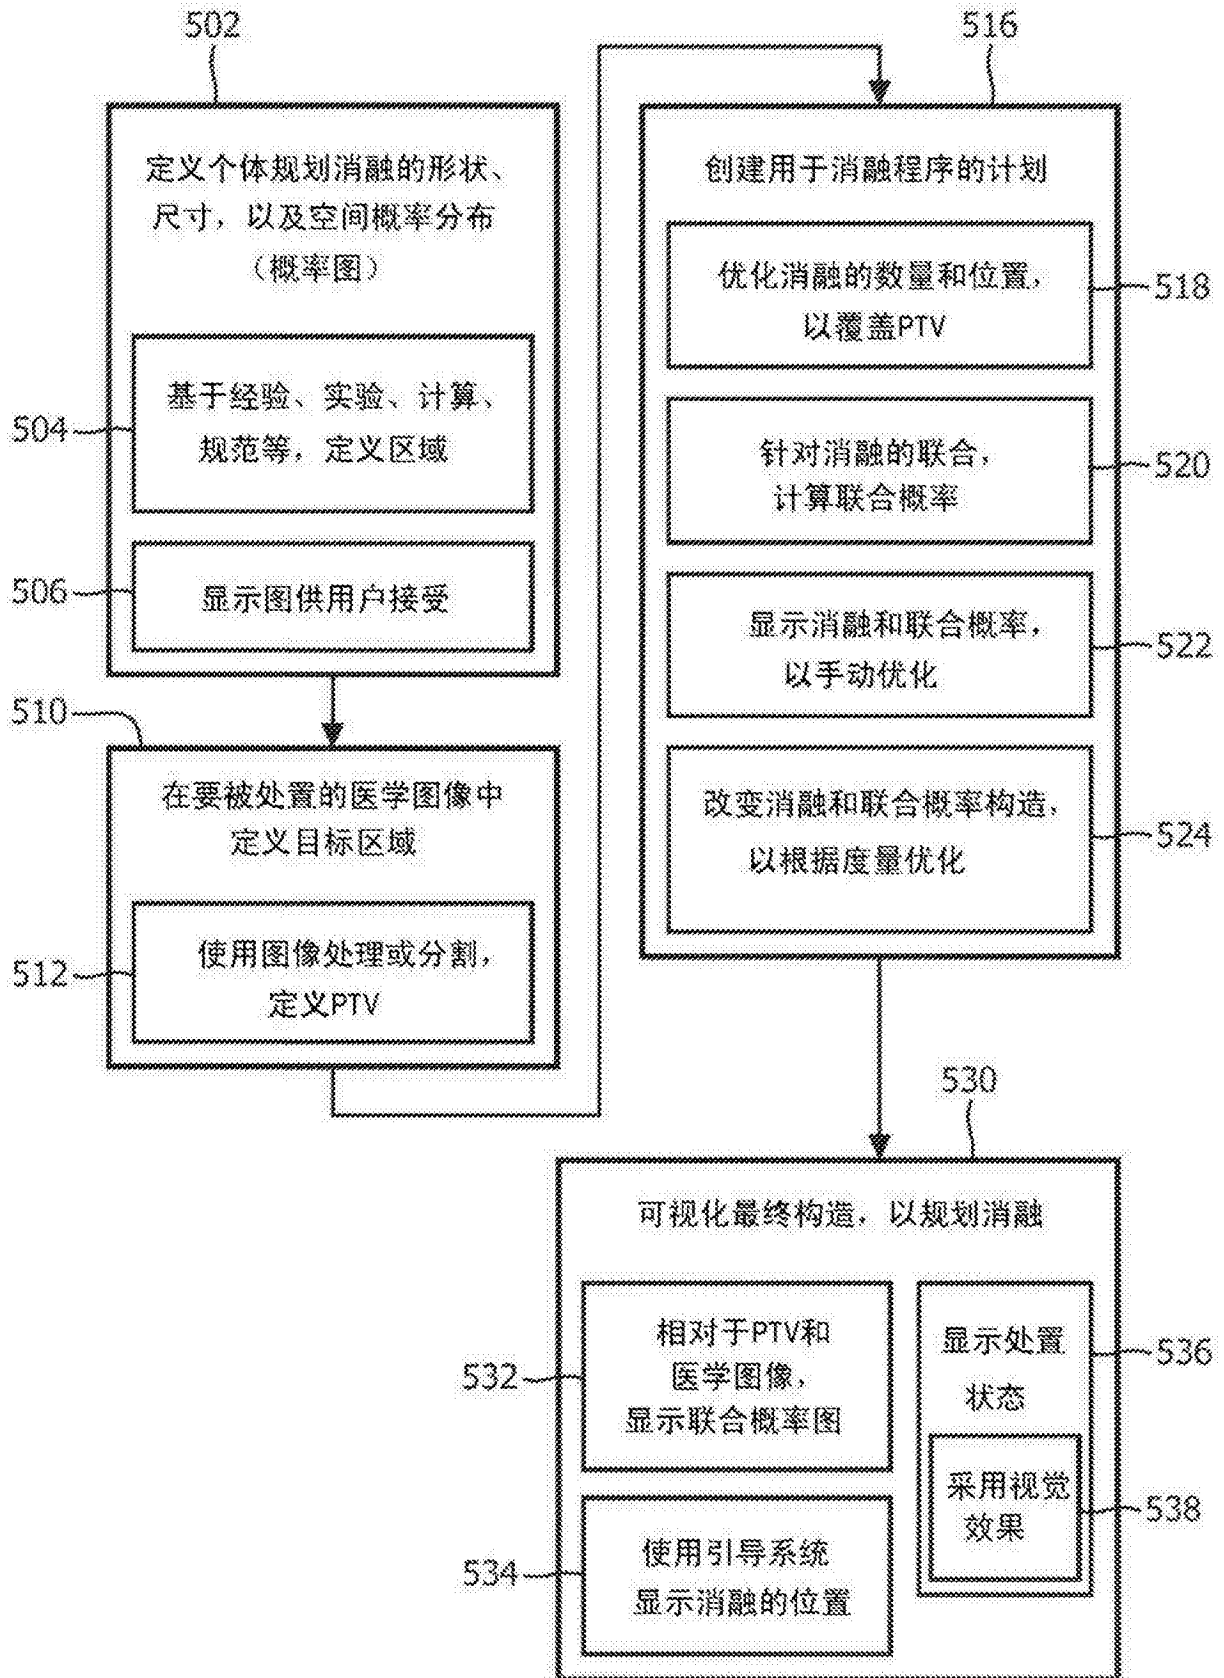 502
定义个体规划消融的形状、
尺寸，以及空间概率分布
（概率图）
504
基于经验、实验、计算、
规范等，定义区域
506
显示图供用户接受
510
在要被处置的医学图像中
定义目标区域
512
使用图像处理或分割，
定义PTV
516
创建用于消融程序的计划
优化消融的数量和位置，
以覆盖PTV
518
针对消融的联合，
计算联合概率
520
显示消融和联合概率，
以手动优化
522
改变消融和联合概率构造，
以根据度量优化
524
530
可视化最终构造，以规划消融
532
相对于PTV和
医学图像，
显示联合概率图
534
使用引导系统
显示消融的位置
显示处置
状态
536
采用视觉
效果
538